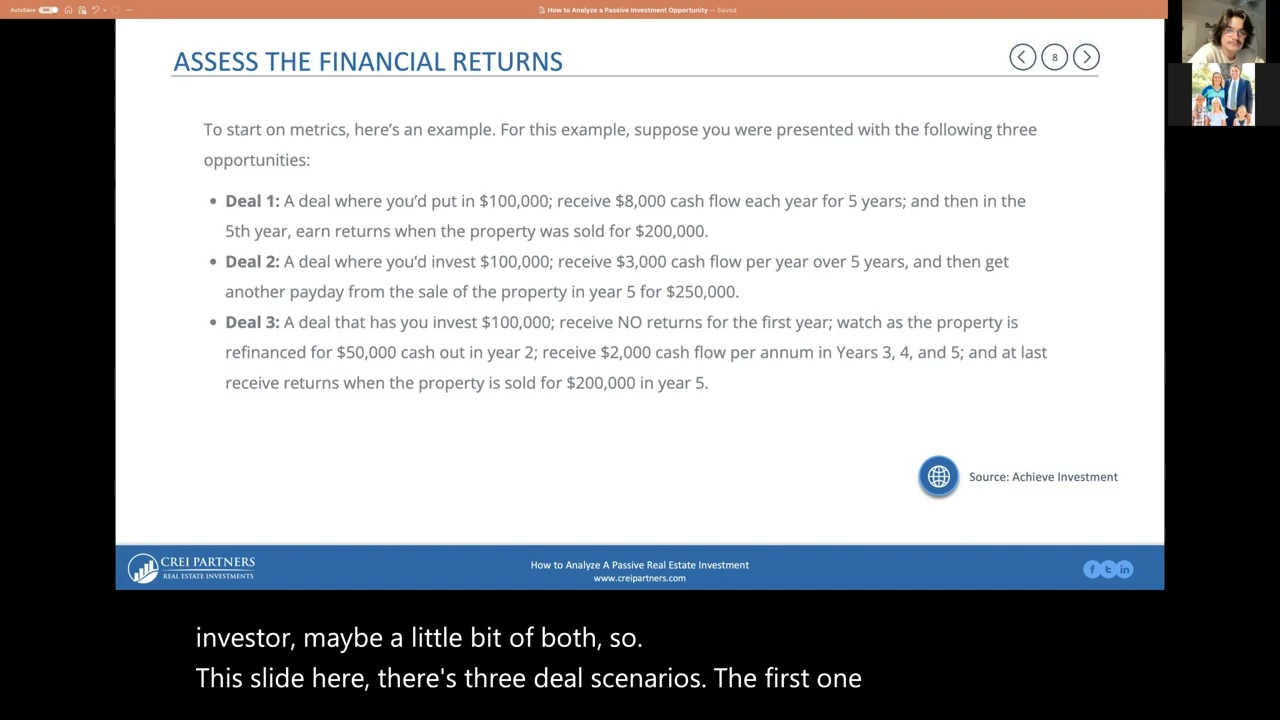 AutoSave ON
How to Analyze a Passive Investment Opportunity — Saved
ASSESS THE FINANCIAL RETURNS
8
To start on metrics, here’s an example. For this example, suppose you were presented with the following three
opportunities:
• Deal 1: A deal where you’d put in $100,000; receive $8,000 cash flow each year for 5 years; and then in the
5th year, earn returns when the property was sold for $200,000.
• Deal 2: A deal where you’d invest $100,000; receive $3,000 cash flow per year over 5 years, and then get
another payday from the sale of the property in year 5 for $250,000.
• Deal 3: A deal that has you invest $100,000; receive NO returns for the first year; watch as the property is
refinanced for $50,000 cash out in year 2; receive $2,000 cash flow per annum in Years 3, 4, and 5; and at last
receive returns when the property is sold for $200,000 in year 5.
Source: Achieve Investment
CREI PARTNERS
REAL ESTATE INVESTMENTS
How to Analyze A Passive Real Estate Investment
www.creipartners.com
f t in
investor, maybe a little bit of both, so.
This slide here, there's three deal scenarios. The first one